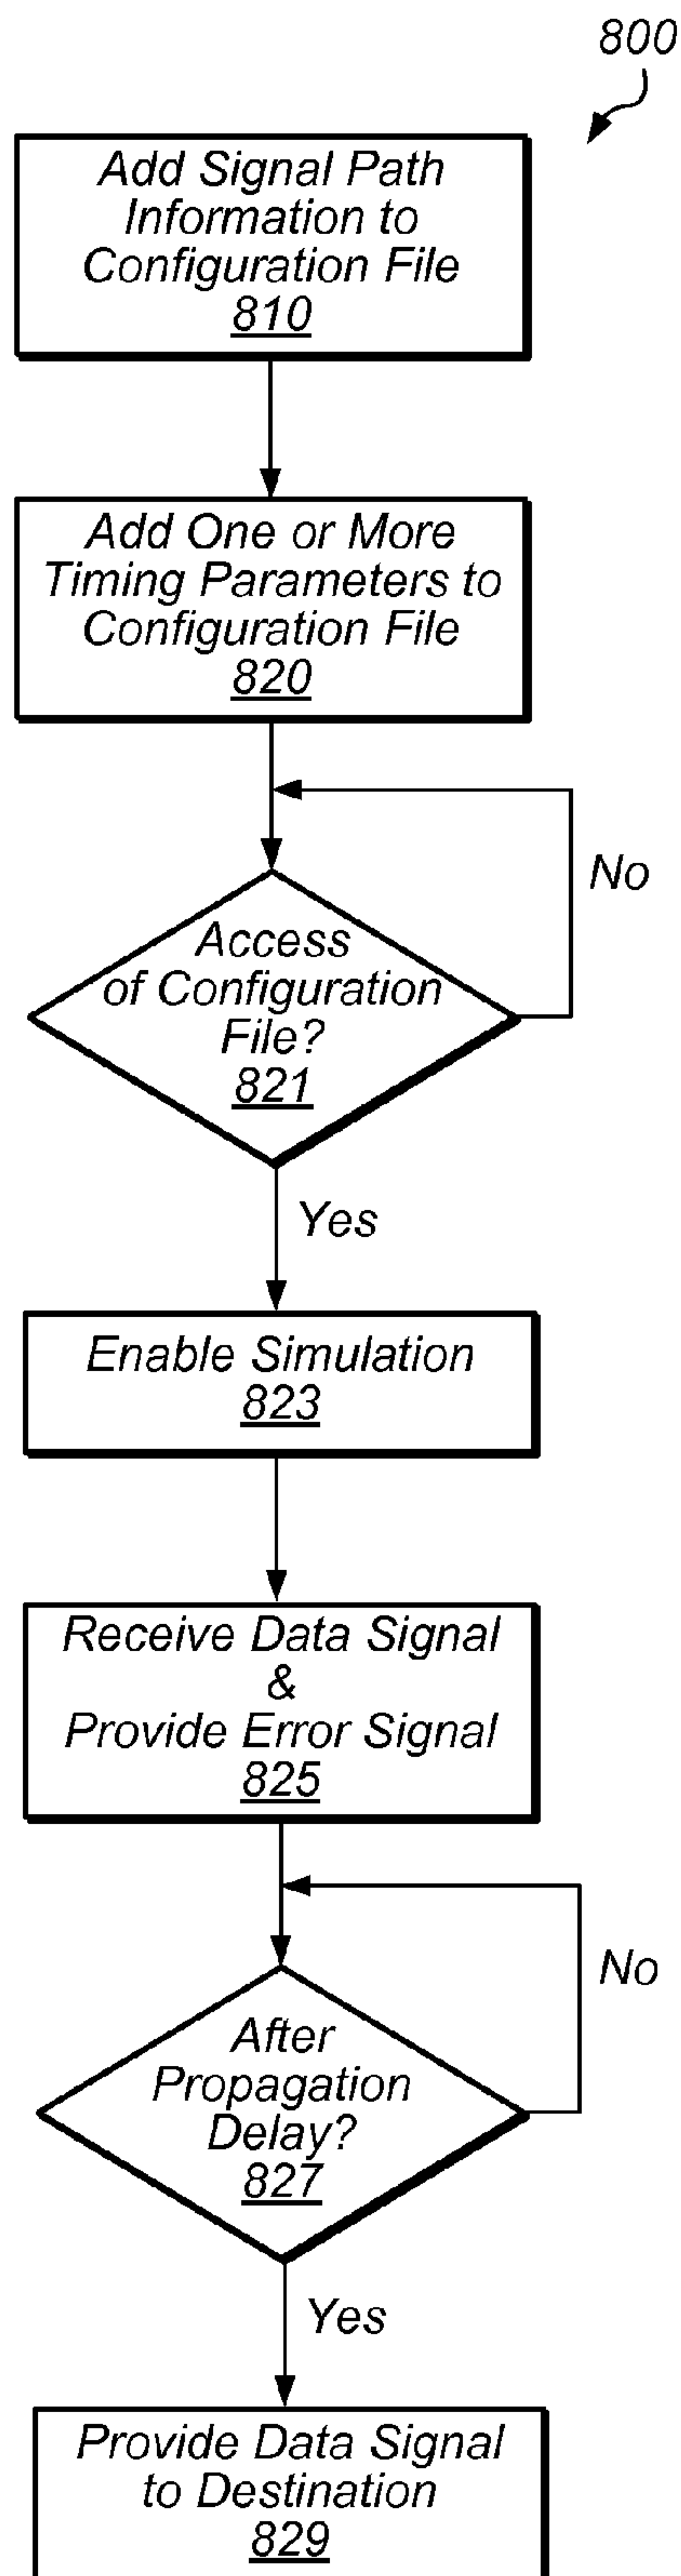 800
Add Signal Path
Information to
Configuration File
810
Add One or More
Timing Parameters to
Configuration File
820
No
Access
of Configuration
File?
821
Yes
Enable Simulation
823
Receive Data Signal
&
Provide Error Signal
825
No
After
Propagation
Delay?
827
Yes
Provide Data Signal
to Destination
829